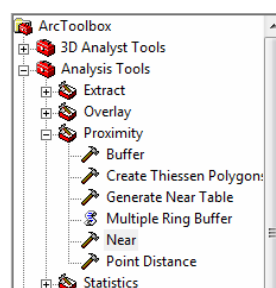 ArcToolbox
3D Analyst Tools
Analysis Tools
Extract
Overlay
Proximity
Buffer
Create Thiessen Polygons
Generate Near Table
Multiple Ring Buffer
Near
Point Distance
Statistics